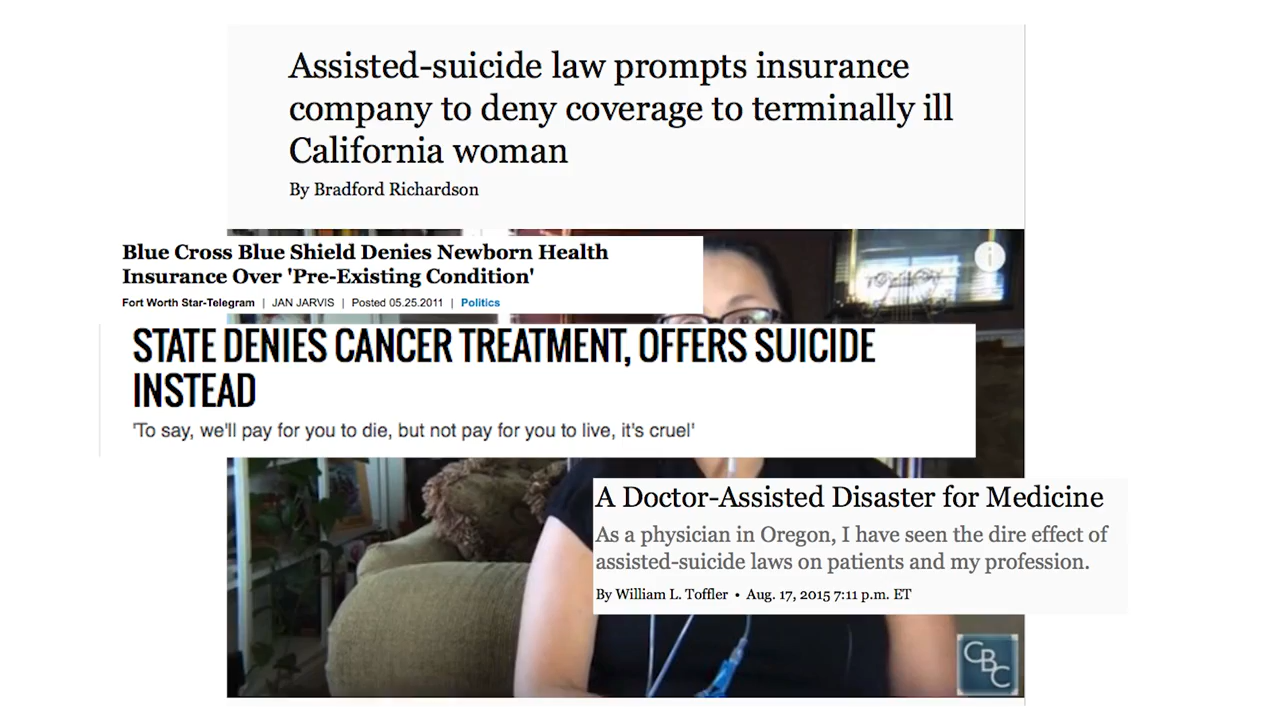 Assisted-suicide law prompts insurance
company to deny coverage to terminally ill
California woman
By Bradford Richardson
Blue Cross Blue Shield Denies Newborn Health
Insurance Over 'Pre-Existing Condition'
Fort Worth Star-Telegram | JAN JARVIS | Posted 05.25.2011 | Politics
STATE DENIES CANCER TREATMENT, OFFERS SUICIDE
INSTEAD
'To say, we'll pay for you to die, but not pay for you to live, it's cruel'
A Doctor-Assisted Disaster for Medicine
As a physician in Oregon, I have seen the dire effect of
assisted-suicide laws on patients and my profession.
By William L. Toffler • Aug. 17, 2015 7:11 p.m. ET
CBC